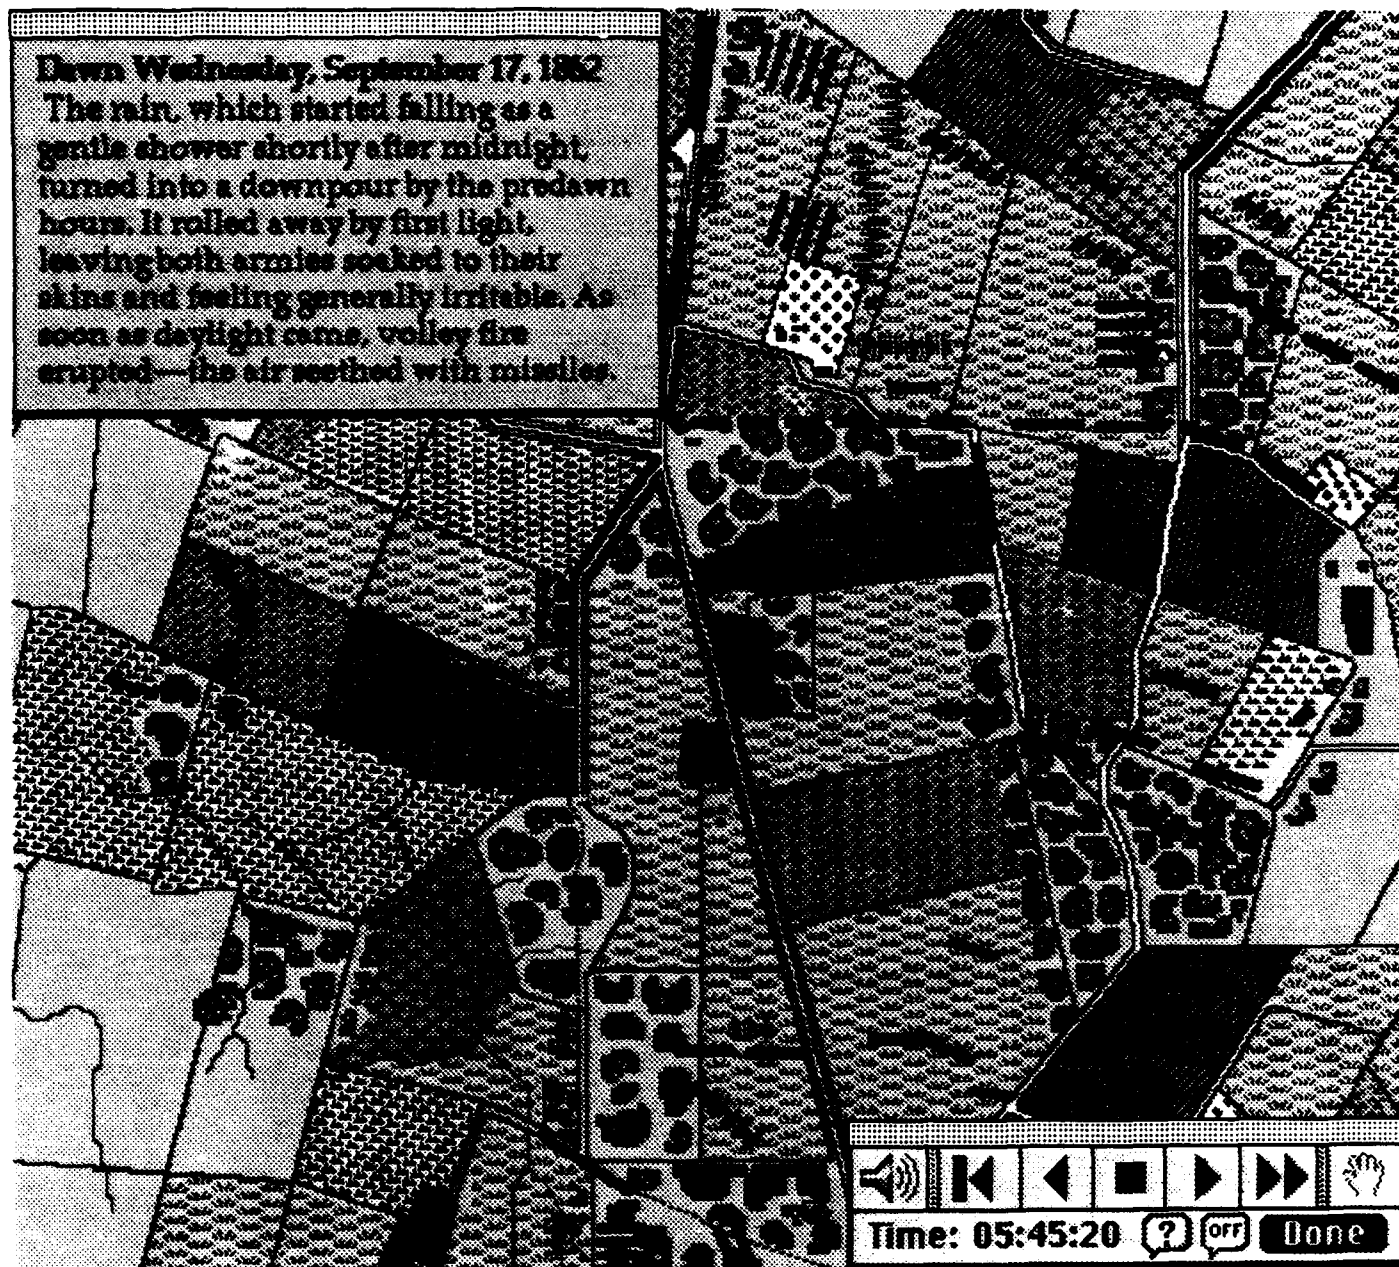 Dawn Wednesday, September 17, 1862
The rain, which started falling as a
gentle shower shortly after midnight,
turned into a downpour by the predawn
hours. It rolled away by first light,
leaving both armies soaked to their
skins and feeling generally irritable. As
soon as daylight came, volley fire
erupted—the air seethed with missiles.
Time: 05:45:20 ? OFF Done